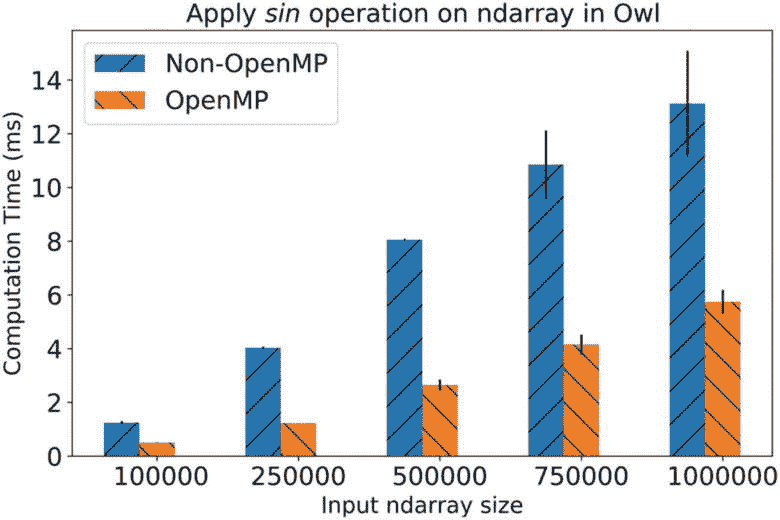 Apply sin operation on ndarray in Owl
Non-OpenMP
OpenMP
Computation Time (ms)
14
12
10
8
6
4
2
0
100000 250000 500000 750000 1000000
Input ndarray size